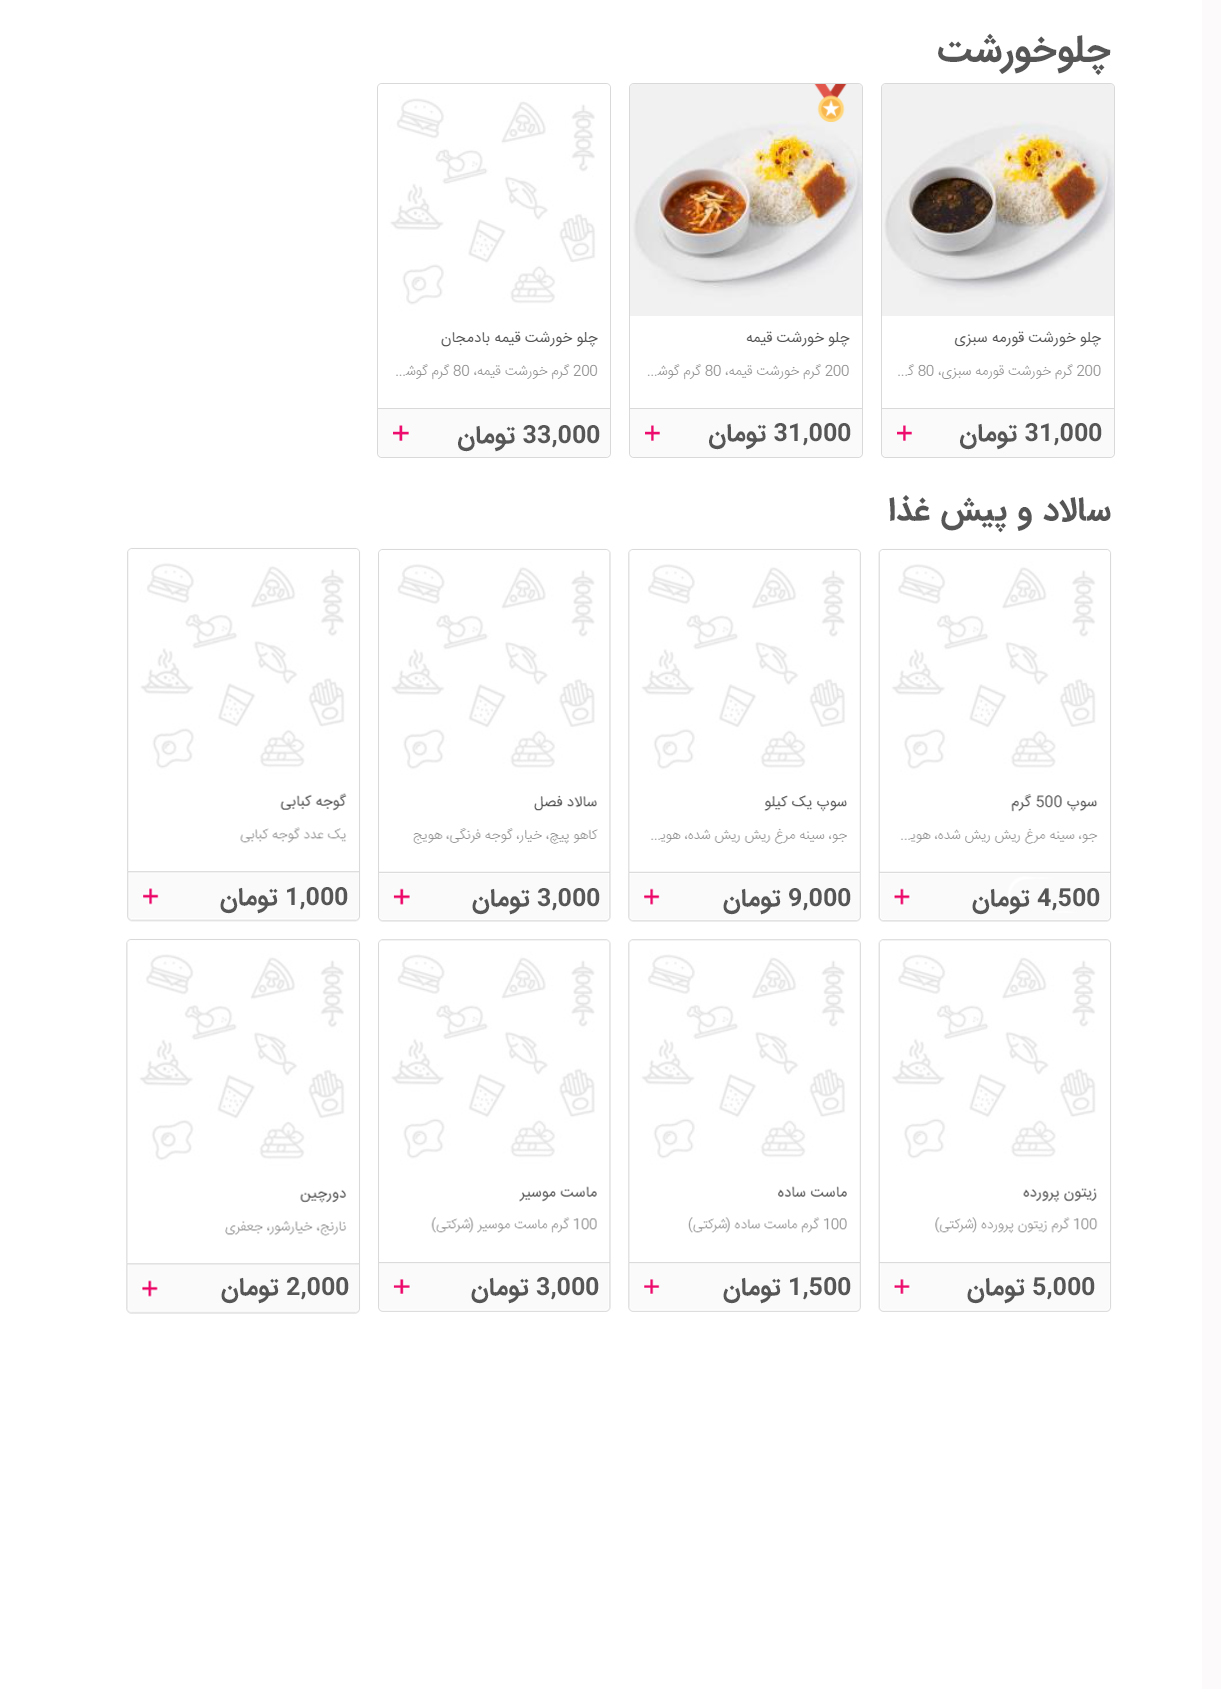 چلوخورشت
چلو خورشت قورمه سبزی
200 گرم خورشت قورمه سبزی، 80 گ...
31,000 تومان
+
چلو خورشت قیمه
200 گرم خورشت قیمه، 80 گرم گوش...
31,000 تومان
+
چلو خورشت قیمه بادمجان
200 گرم خورشت قیمه، 80 گرم گوش...
33,000 تومان
+
سالاد و پیش غذا
سوپ 500 گرم
جو، سینه مرغ ریش ریش شده، هوی...
4,500 تومان
+
سوپ یک کیلو
جو، سینه مرغ ریش ریش شده، هوی...
9,000 تومان
+
سالاد فصل
کاهو پیچ، خیار، گوجه فرنگی، هویج
3,000 تومان
+
گوجه کبابی
یک عدد گوجه کبابی
1,000 تومان
+
زیتون پرورده
100 گرم زیتون پرورده (شرکتی)
5,000 تومان
+
ماست ساده
100 گرم ماست ساده (شرکتی)
1,500 تومان
+
ماست موسیر
100 گرم ماست موسیر (شرکتی)
3,000 تومان
+
دورچین
نارنج، خیارشور، جعفری
2,000 تومان
+